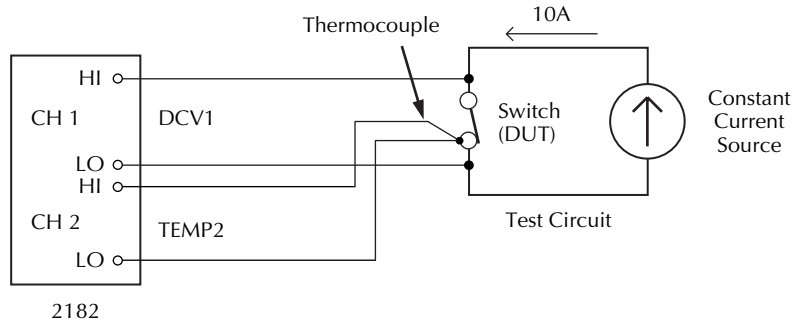 10A
Thermocouple
HI
CH 1
DCV1
Switch
(DUT)
Constant
Current
Source
LO
HI
CH 2
TEMP2
Test Circuit
LO
2182